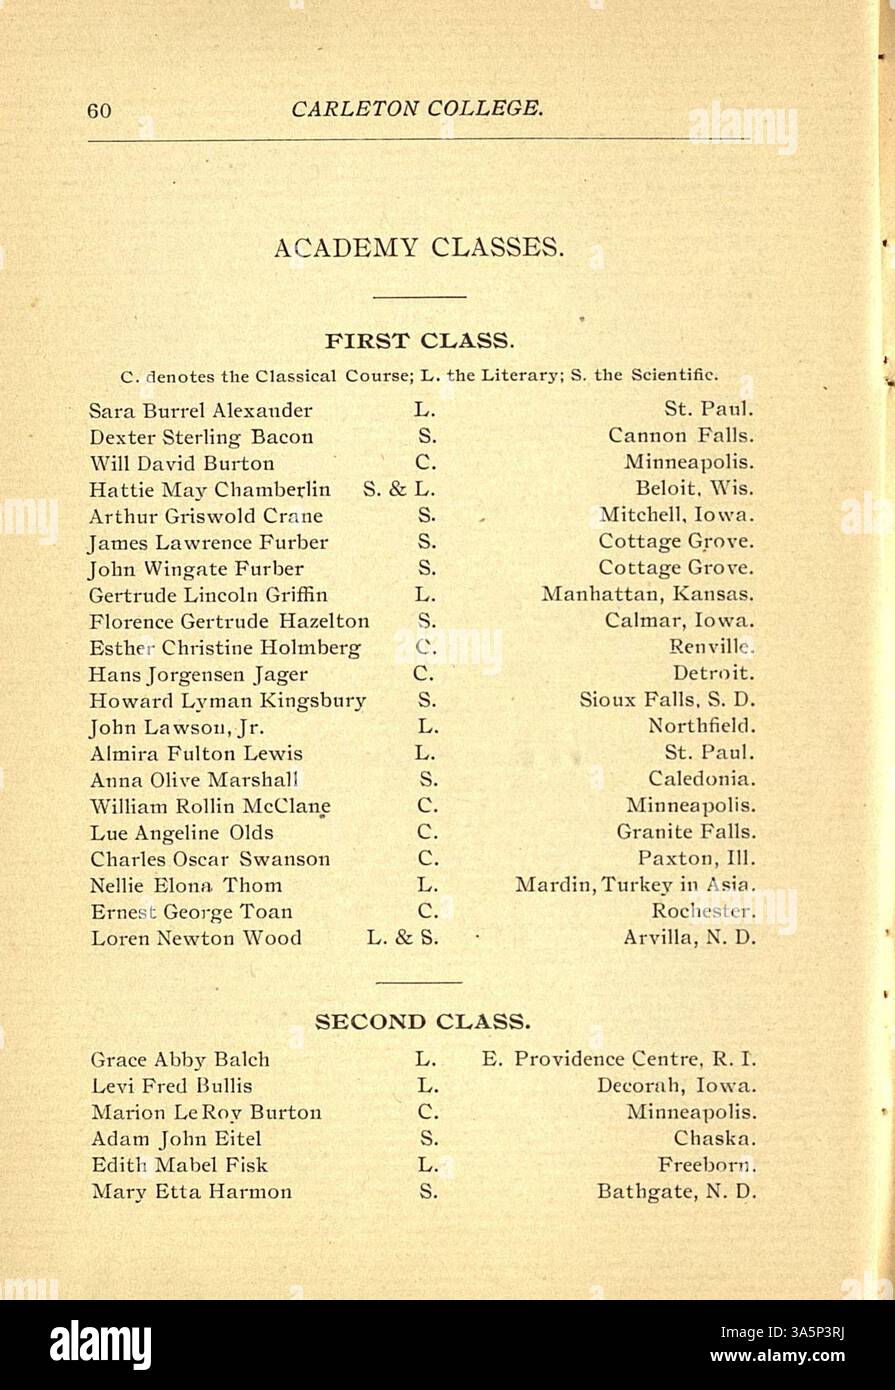 60 CARLETON COLLEGE.
ACADEMY CLASSES.
FIRST CLASS.
C. denotes the Classical Course; L. the Literary; S. the Scientific.
Sara Burrel Alexander L. St. Paul.
Dexter Sterling Bacon S. Cannon Falls.
Will David Burton C. Minneapolis.
Hattie May Chamberlin S. & L. Beloit, Wis.
Arthur Griswold Crane S. Mitchell, Iowa.
James Lawrence Furber S. Cottage Grove.
John Wingate Furber S. Cottage Grove.
Gertrude Lincoln Griffin L. Manhattan, Kansas.
Florence Gertrude Hazelton S. Calmar, Iowa.
Esther Christine Holmberg C. Renville.
Hans Jorgensen Jager C. Detroit.
Howard Lyman Kingsbury S. Sioux Falls, S. D.
John Lawson, Jr. L. Northfield.
Almira Fulton Lewis L. St. Paul.
Anna Olive Marshall S. Caledonia.
William Rollin McClane C. Minneapolis.
Lue Angeline Olds C. Granite Falls.
Charles Oscar Swanson C. Paxton, Ill.
Nellie Elona Thom L. Mardin, Turkey in Asia.
Ernest George Toan C. Rochester.
Loren Newton Wood L. & S. Arvilla, N. D.
SECOND CLASS.
Grace Abby Balch L. E. Providence Centre, R. I.
Levi Fred Bullis L. Decorah, Iowa.
Marion LeRoy Burton C. Minneapolis.
Adam John Eitel S. Chaska.
Edith Mabel Fisk L. Freeborn.
Mary Etta Harmon S. Bathgate, N. D.
alamy
Image ID: 3A5P3RJ
www.alamy.com